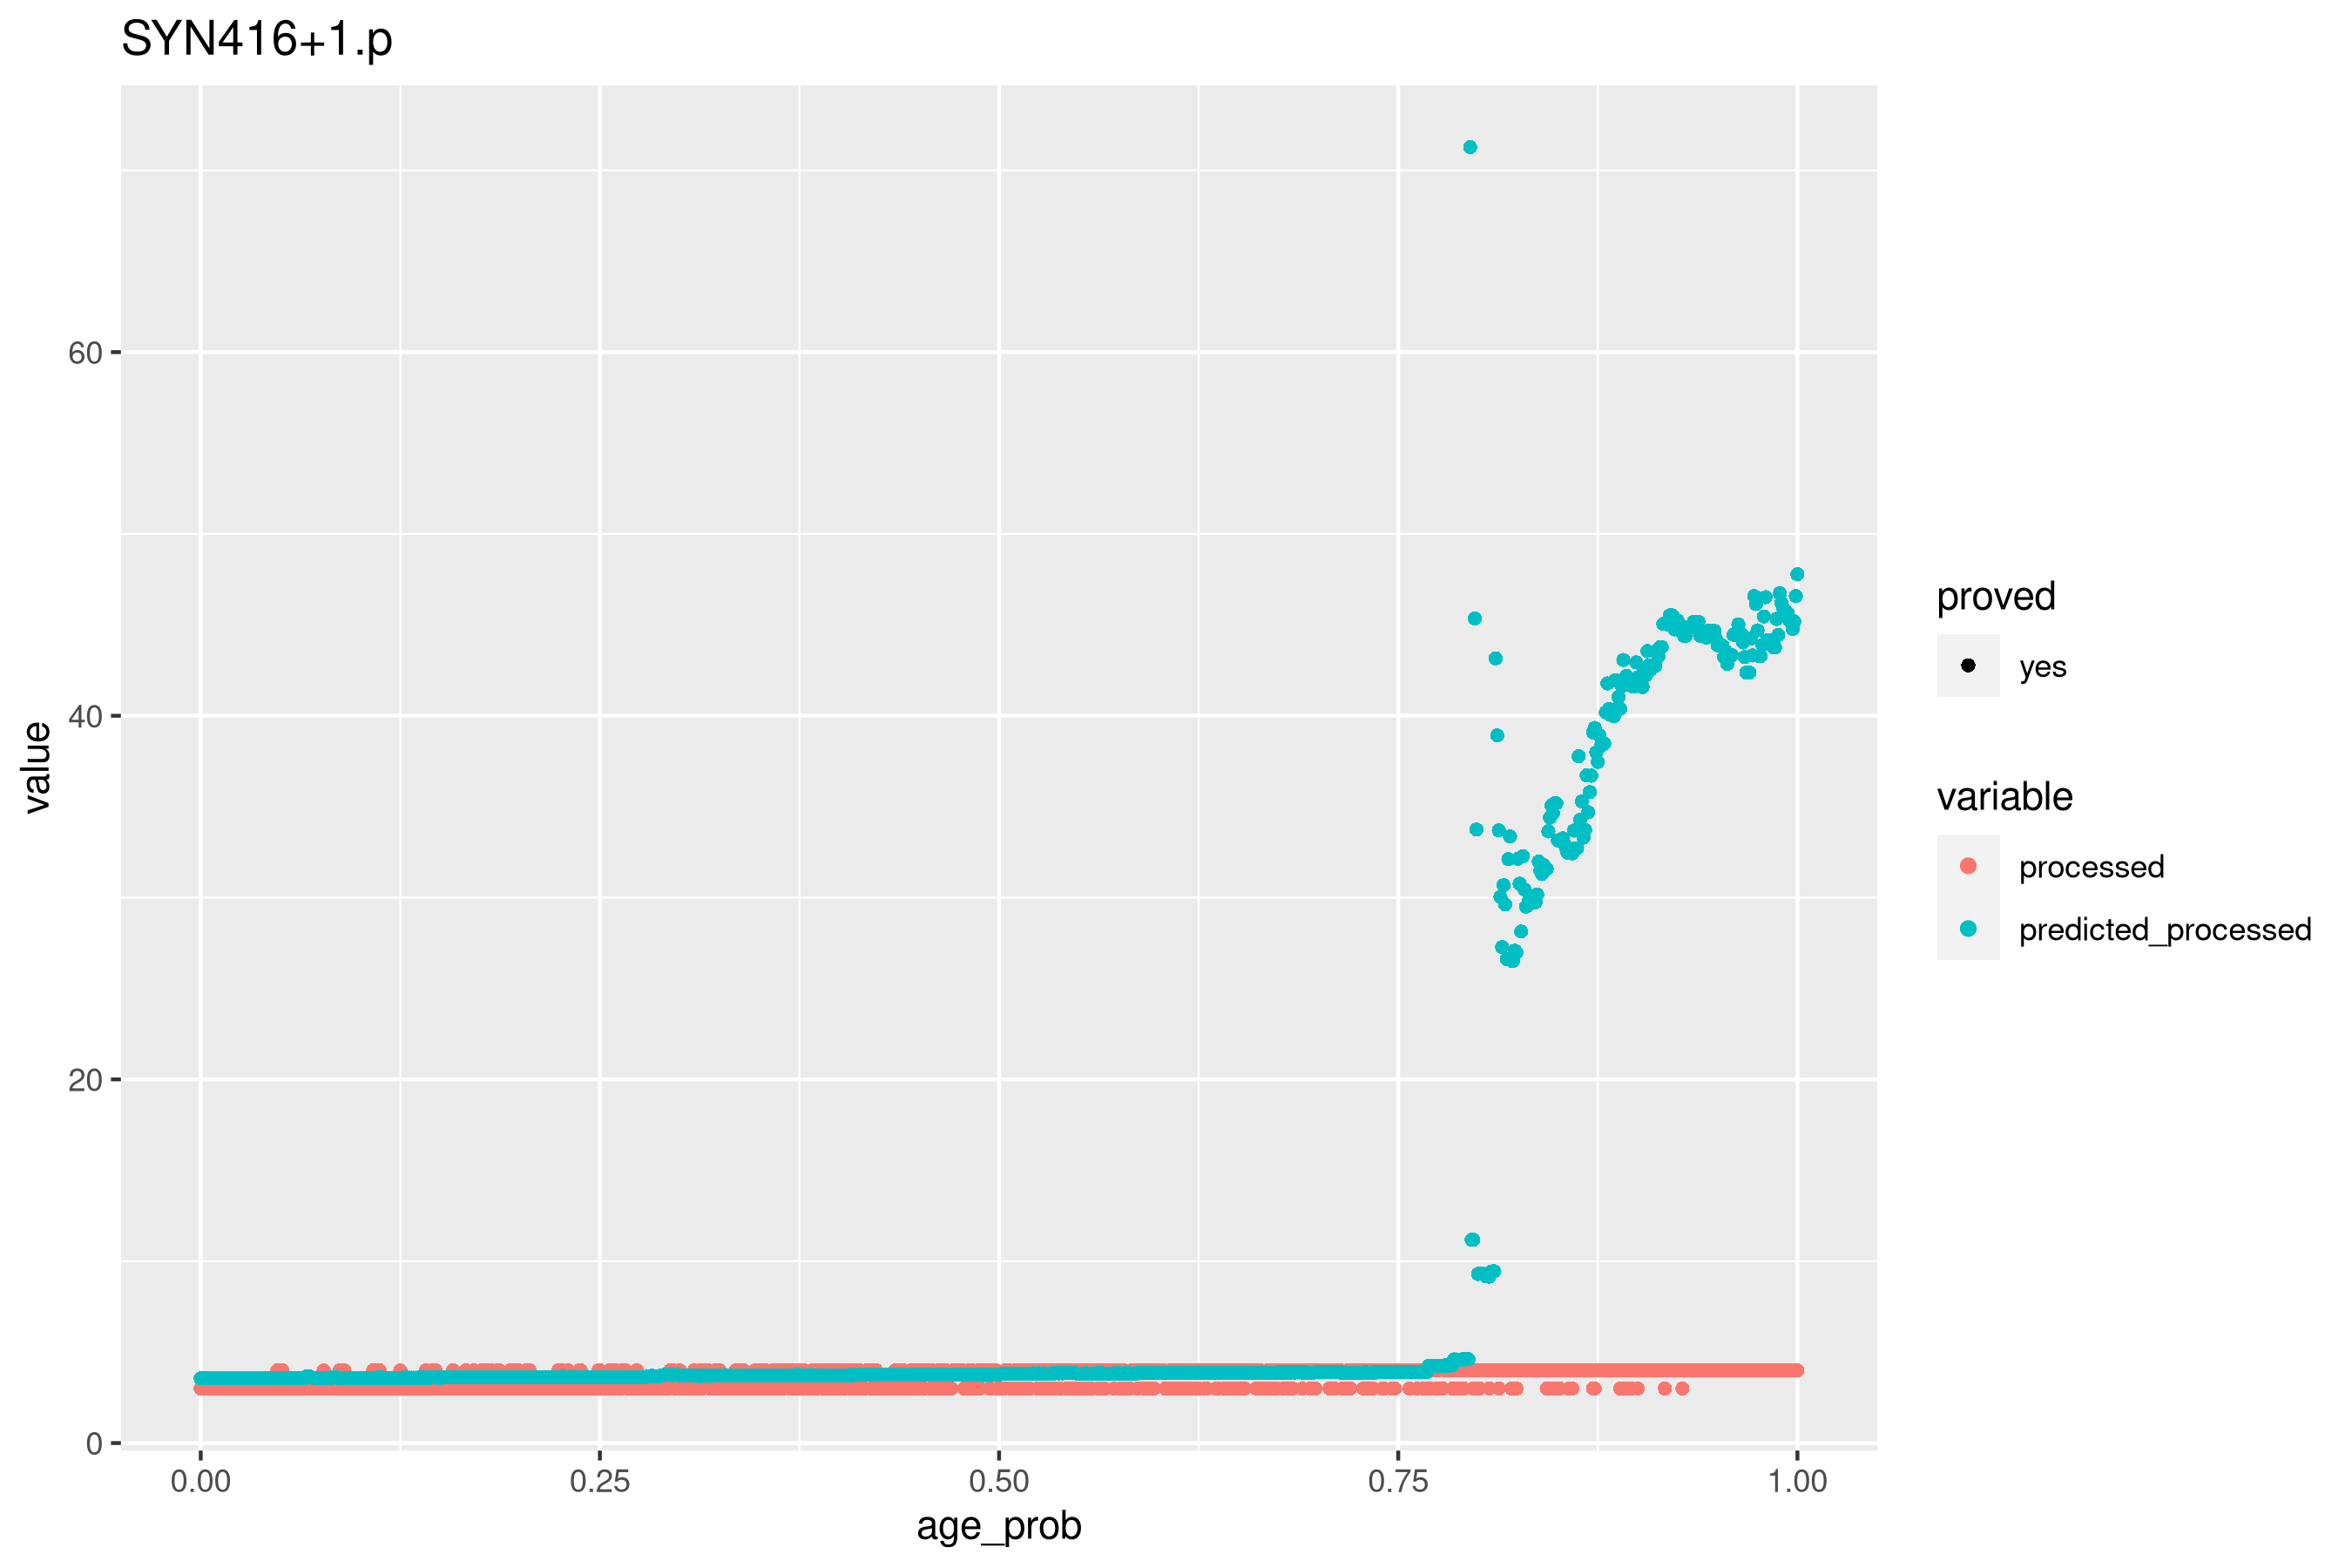 SYN416+1.p
60
40
20
0
value
0.00 0.25 0.50 0.75 1.00
age_prob
proved
yes
variable
processed
predicted_processed